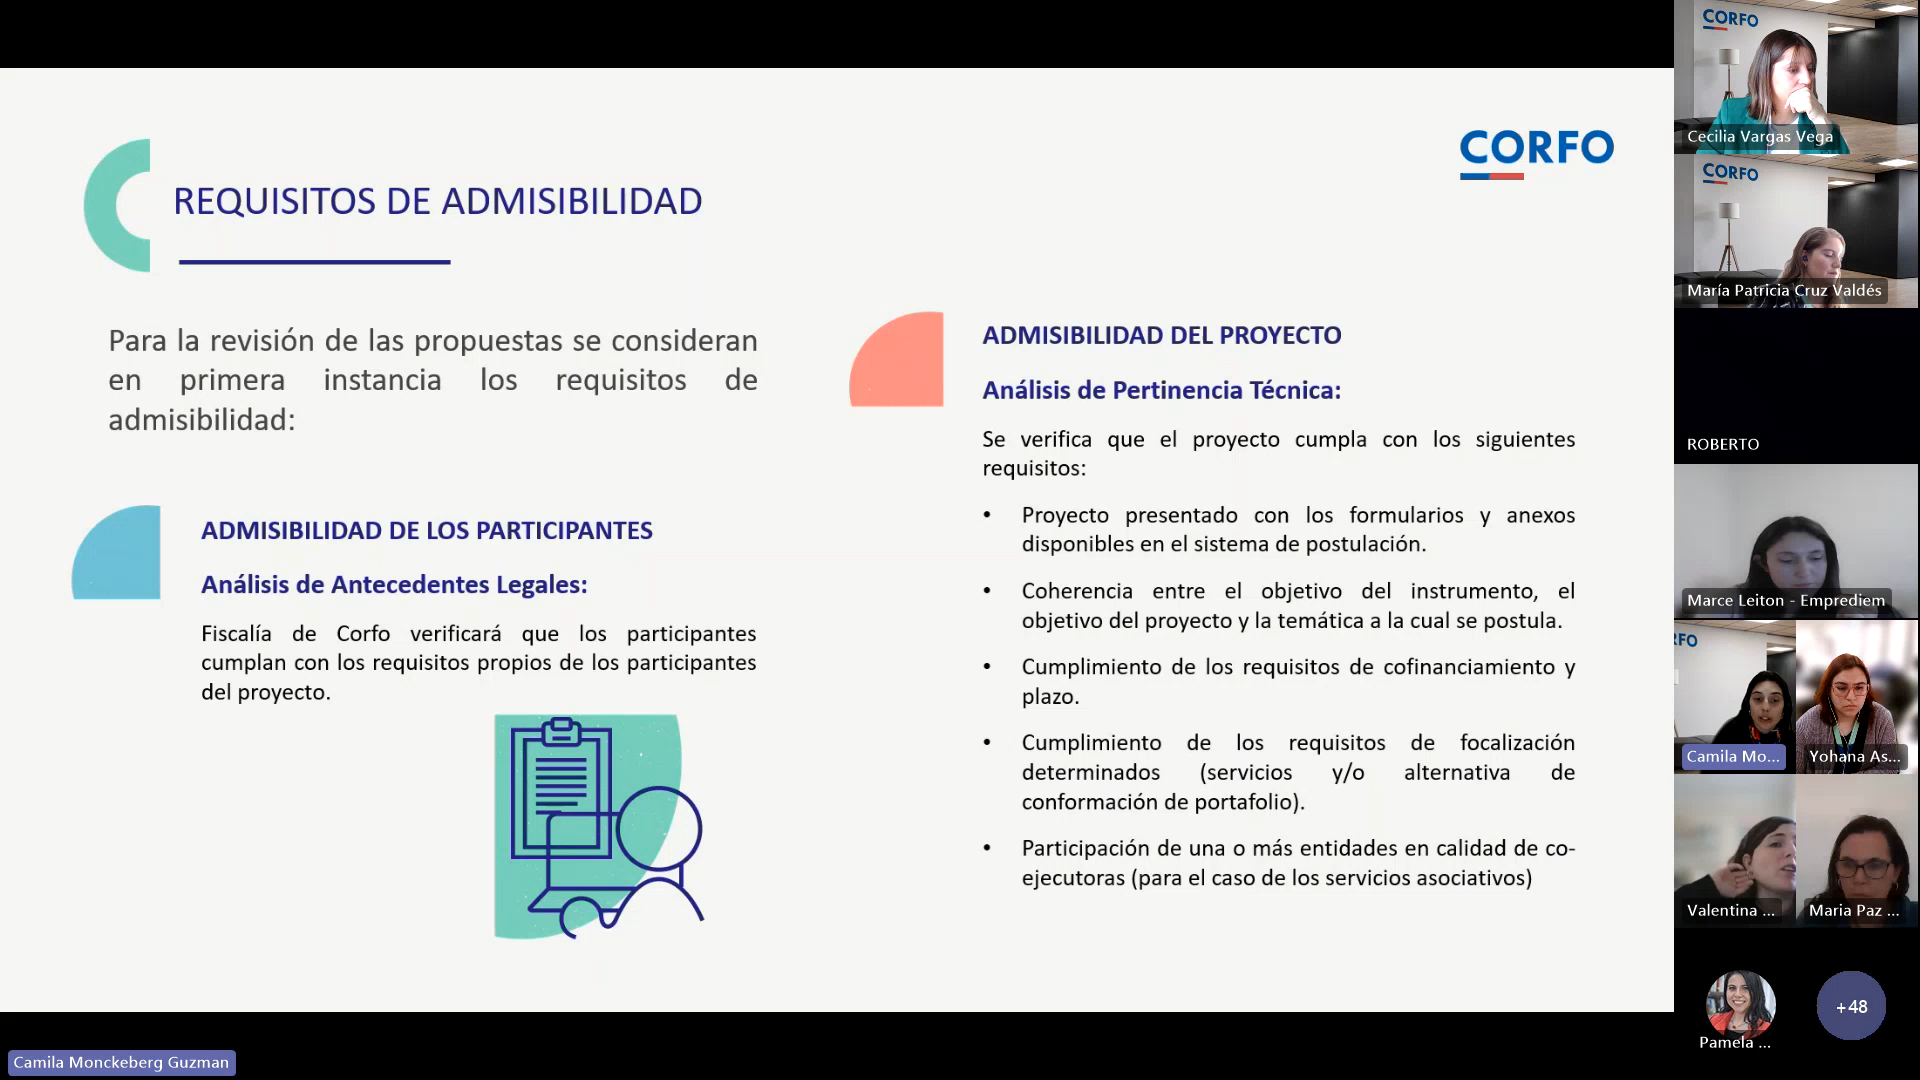 CORFO
REQUISITOS DE ADMISIBILIDAD
Para la revisión de las propuestas se consideran
en primera instancia los requisitos de
admisibilidad:
ADMISIBILIDAD DE LOS PARTICIPANTES
Análisis de Antecedentes Legales:
Fiscalía de Corfo verificará que los participantes
cumplan con los requisitos propios de los participantes
del proyecto.
ADMISIBILIDAD DEL PROYECTO
Análisis de Pertinencia Técnica:
Se verifica que el proyecto cumpla con los siguientes
requisitos:
• Proyecto presentado con los formularios y anexos
disponibles en el sistema de postulación.
• Coherencia entre el objetivo del instrumento, el
objetivo del proyecto y la temática a la cual se postula.
• Cumplimiento de los requisitos de cofinanciamiento y
plazo.
• Cumplimiento de los requisitos de focalización
determinados (servicios y/o alternativa de
conformación de portafolio).
• Participación de una o más entidades en calidad de co-
ejecutoras (para el caso de los servicios asociativos)
CORFO
Cecilia Vargas Vega
CORFO
María Patricia Cruz Valdés
ROBERTO
Marce Leiton - Emprediem
RFO
Camila Mo...
Yohana As...
Valentina ...
Maria Paz ...
Pamela ...
+48
Camila Monckeberg Guzman